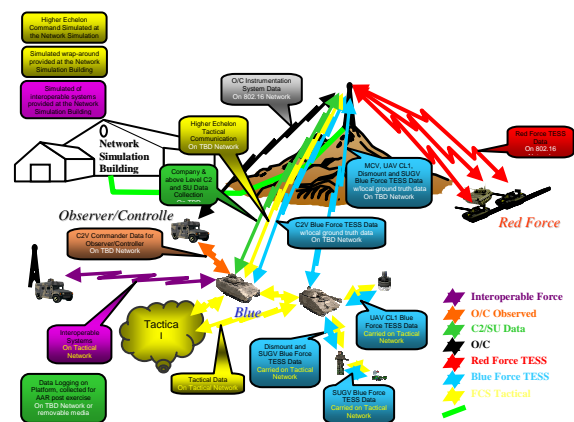 Higher Echelon
Command Simulated at
the Network
Simulation Building
Simulated wrap-around
provided at the Network
Simulation Building
Simulated of
Interoperable systems
provided at the Network
Simulation Building
O/C Instrumentation
System Data
On 802.16 Network
Higher Echelon
Tactical
Communication
On TBD Network
Network
Simulation
Building
Company &
above Level C2
and SU Data
Collection
On TBD
MCV, UAV CL1,
Dismount and SUGV
Blue Force TESS Data
w/local ground truth data
On TBD Network
Red Force TESS
Data
On 802.16
Red Force
Observer/Controlle
C2V Blue Force TESS Data
w/local ground truth data
On TBD Network
C2V Commander Data for
Observer/Controller
On TBD Network
Blue
Interoperable
Systems
On Tactical
Network
Tactica
l
UAV CL1 Blue
Force TESS Data
Carried on Tactical
Network
Dismount and
SUGV Blue Force
TESS Data
Carried on Tactical
Network
Tactical Data
On Tactical Network
Data Logging on
Platform, collected for
AAR post exercise
On TBD Network or
removable media
SUGV Blue Force
TESS Data
Carried on Tactical
Network
Interoperable Force
O/C Observed
C2/SU Data
O/C
Red Force TESS
Blue Force TESS
FCS Tactical